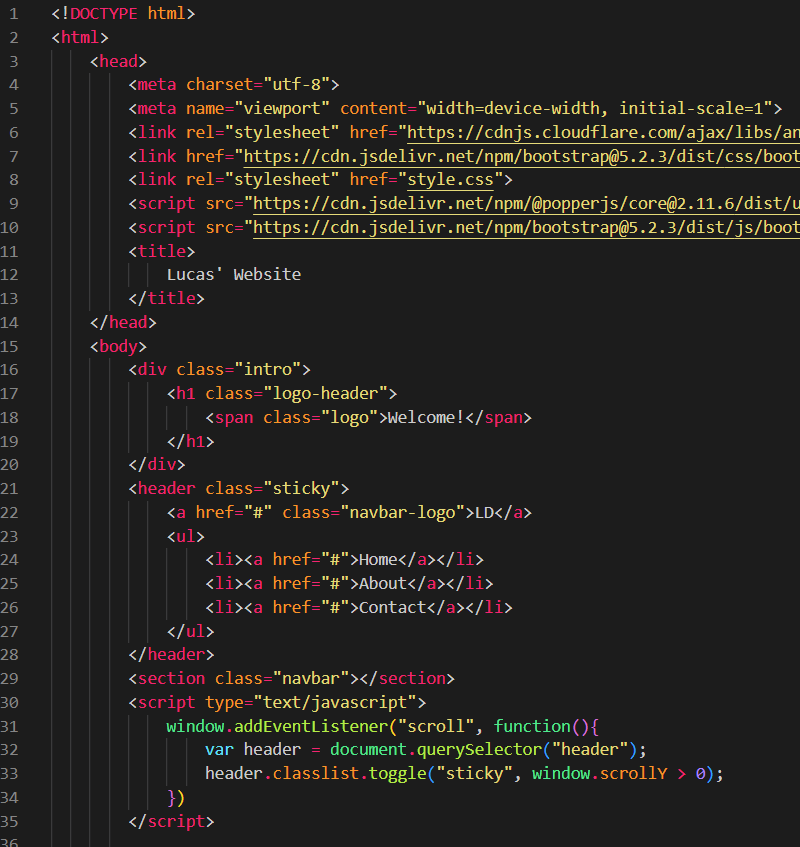 1 <!DOCTYPE html>
2 <html>
3 <head>
4 <meta charset="utf-8">
5 <meta name="viewport" content="width=device-width, initial-scale=1">
6 <link rel="stylesheet" href="https://cdnjs.cloudflare.com/ajax/libs/an
7 <link href="https://cdn.jsdelivr.net/npm/bootstrap@5.2.3/dist/css/boot
8 <link rel="stylesheet" href="style.css">
9 <script src="https://cdn.jsdelivr.net/npm/@popperjs/core@2.11.6/dist/u
10 <script src="https://cdn.jsdelivr.net/npm/bootstrap@5.2.3/dist/js/boot
11 <title>
12 Lucas' Website
13 </title>
14 </head>
15 <body>
16 <div class="intro">
17 <h1 class="logo-header">
18 <span class="logo">Welcome!</span>
19 </h1>
20 </div>
21 <header class="sticky">
22 <a href="#" class="navbar-logo">LD</a>
23 <ul>
24 <li><a href="#">Home</a></li>
25 <li><a href="#">About</a></li>
26 <li><a href="#">Contact</a></li>
27 </ul>
28 </header>
29 <section class="navbar"></section>
30 <script type="text/javascript">
31 window.addEventListener("scroll", function(){
32 var header = document.querySelector("header");
33 header.classlist.toggle("sticky", window.scrollY > 0);
34 })
35 </script>
36